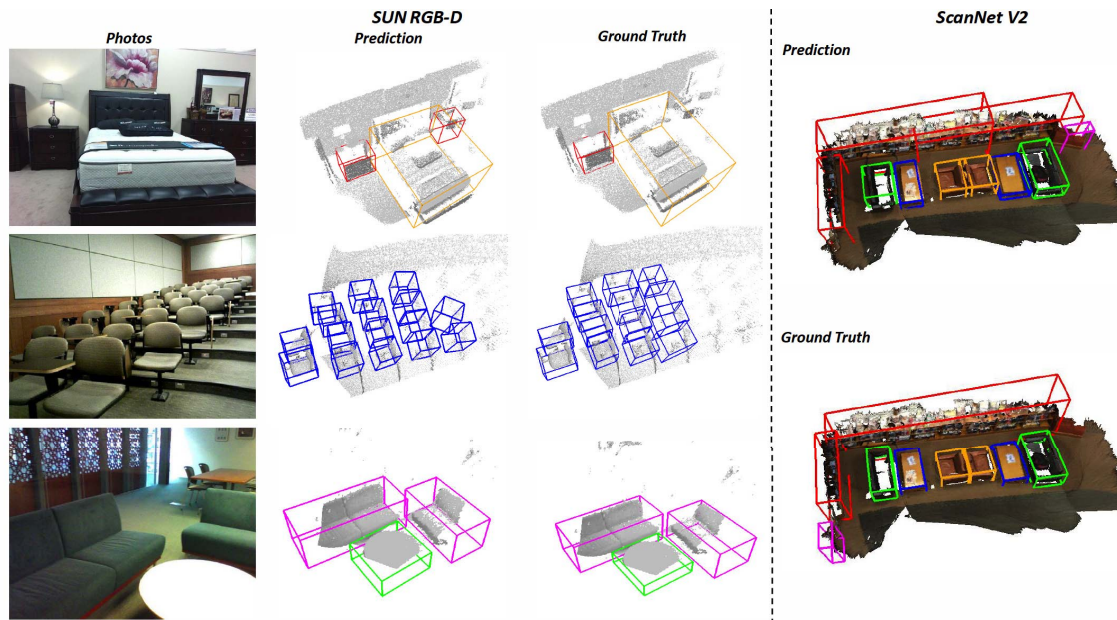 SUN RGB-D
ScanNet V2
Photos
Prediction
Ground Truth
Prediction
Ground Truth